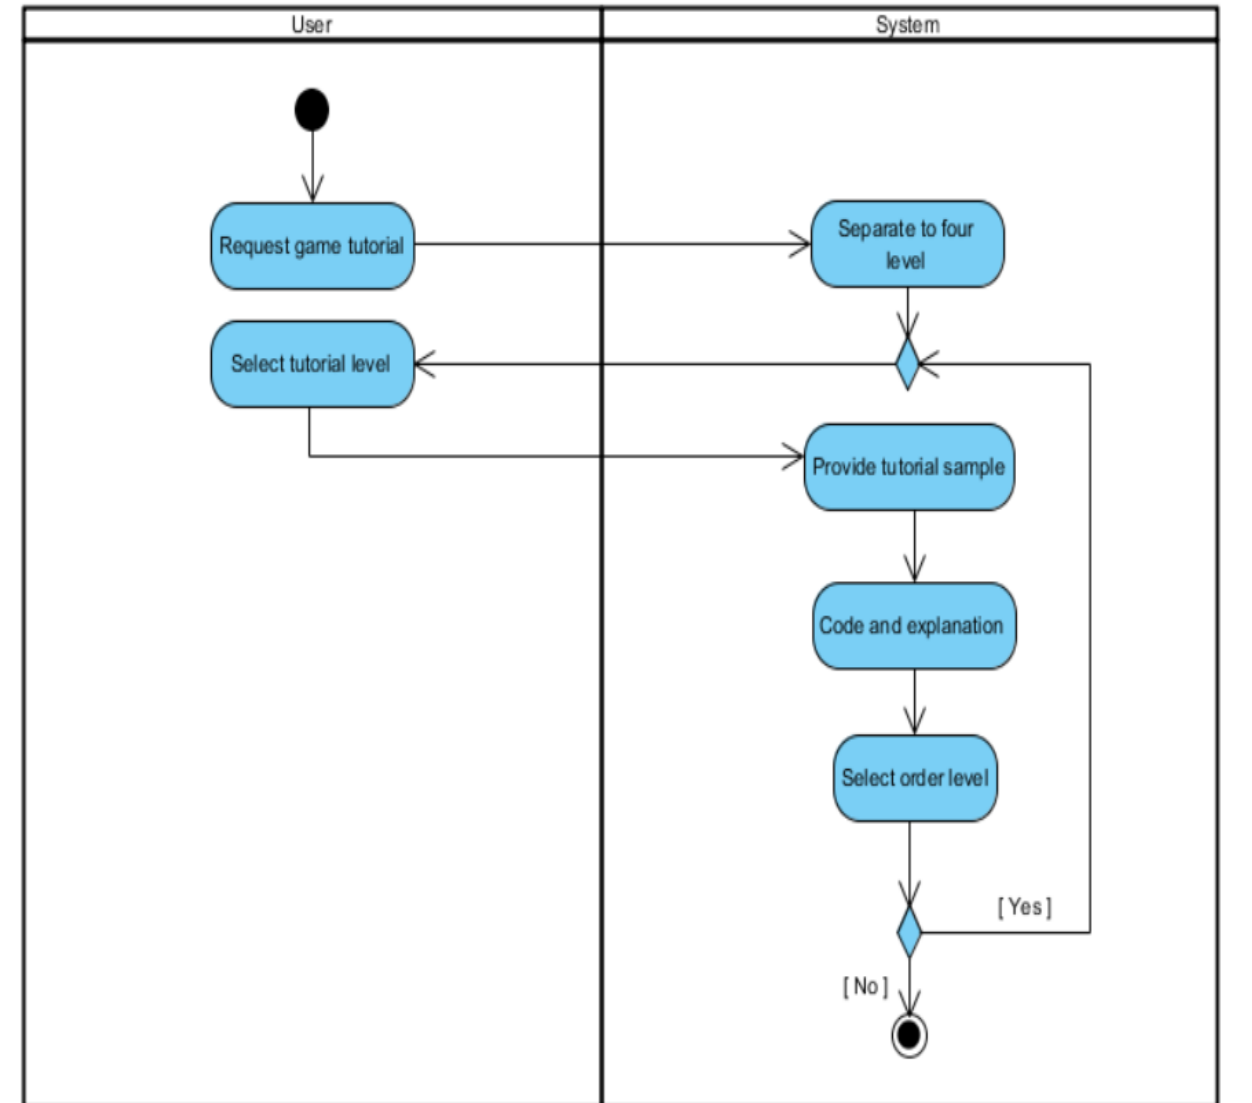 User
System
Request game tutorial
Separate to four
level
Select tutorial level
Provide tutorial sample
Code and explanation
Select order level
[ Yes ]
[ No ]